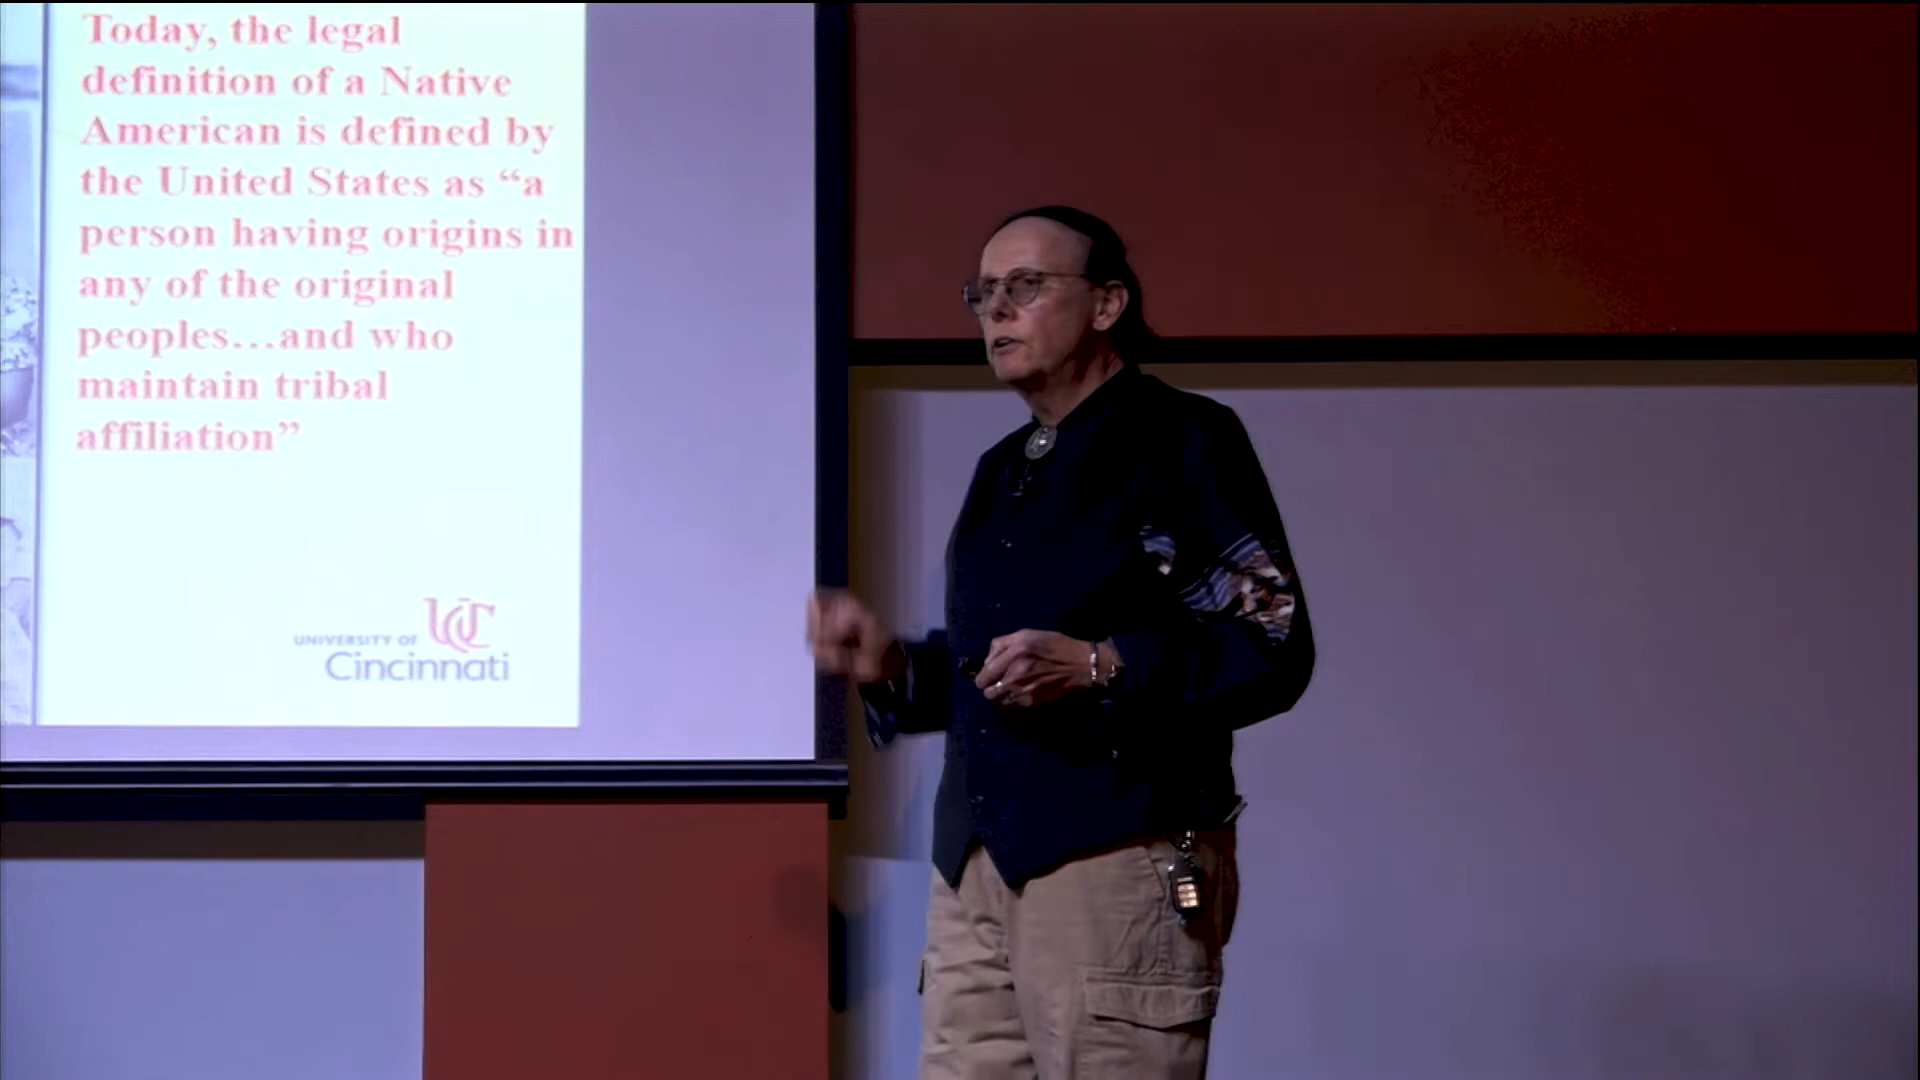 Today, the legal
definition of a Native
American is defined by
the United States as “a
person having origins in
any of the original
peoples…and who
maintain tribal
affiliation”
UC
UNIVERSITY OF
Cincinnati